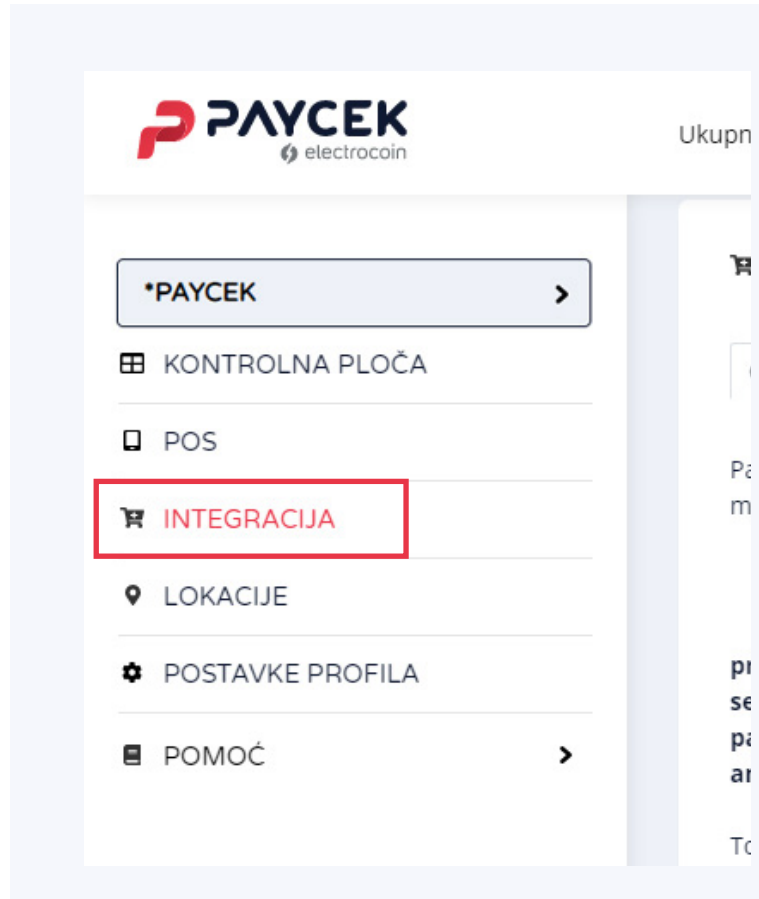 PAYCEK
electrocoin
*PAYCEK
KONTROLNA PLOČA
POS
INTEGRACIJA
LOKACIJE
POSTAVKE PROFILA
POMOĆ